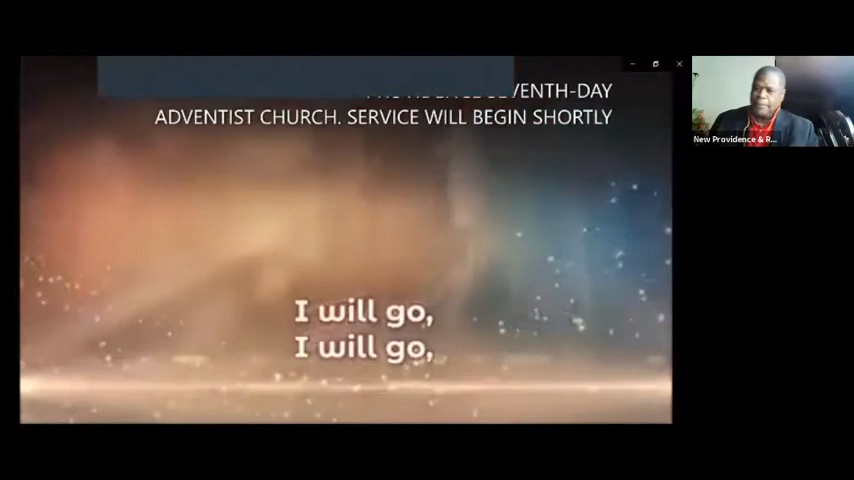 ADVENTIST CHURCH. SERVICE WILL BEGIN SHORTLY
I will go,
I will go,
New Providence & R...